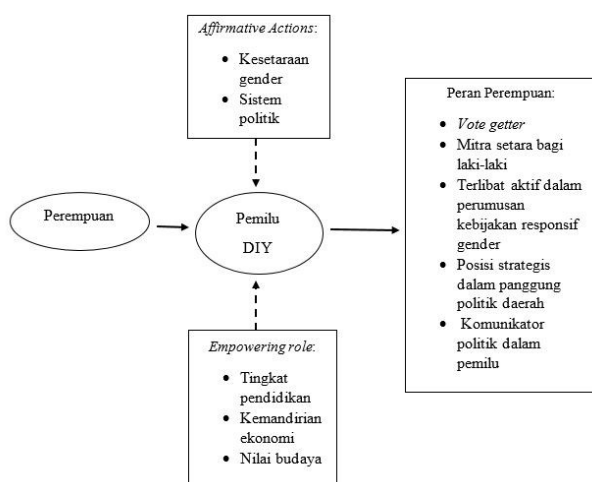 Affirmative Actions:
• Kesetaraan
gender
• Sistem
politik
Perempuan
Pemilu
DIY
Peran Perempuan:
• Vote getter
• Mitra setara bagi
laki-laki
• Terlibat aktif dalam
perumusan
kebijakan responsif
gender
• Posisi strategis
dalam panggung
politik daerah
• Komunikator
politik dalam
pemilu
Empowering role:
• Tingkat
pendidikan
• Kemandirian
ekonomi
• Nilai budaya